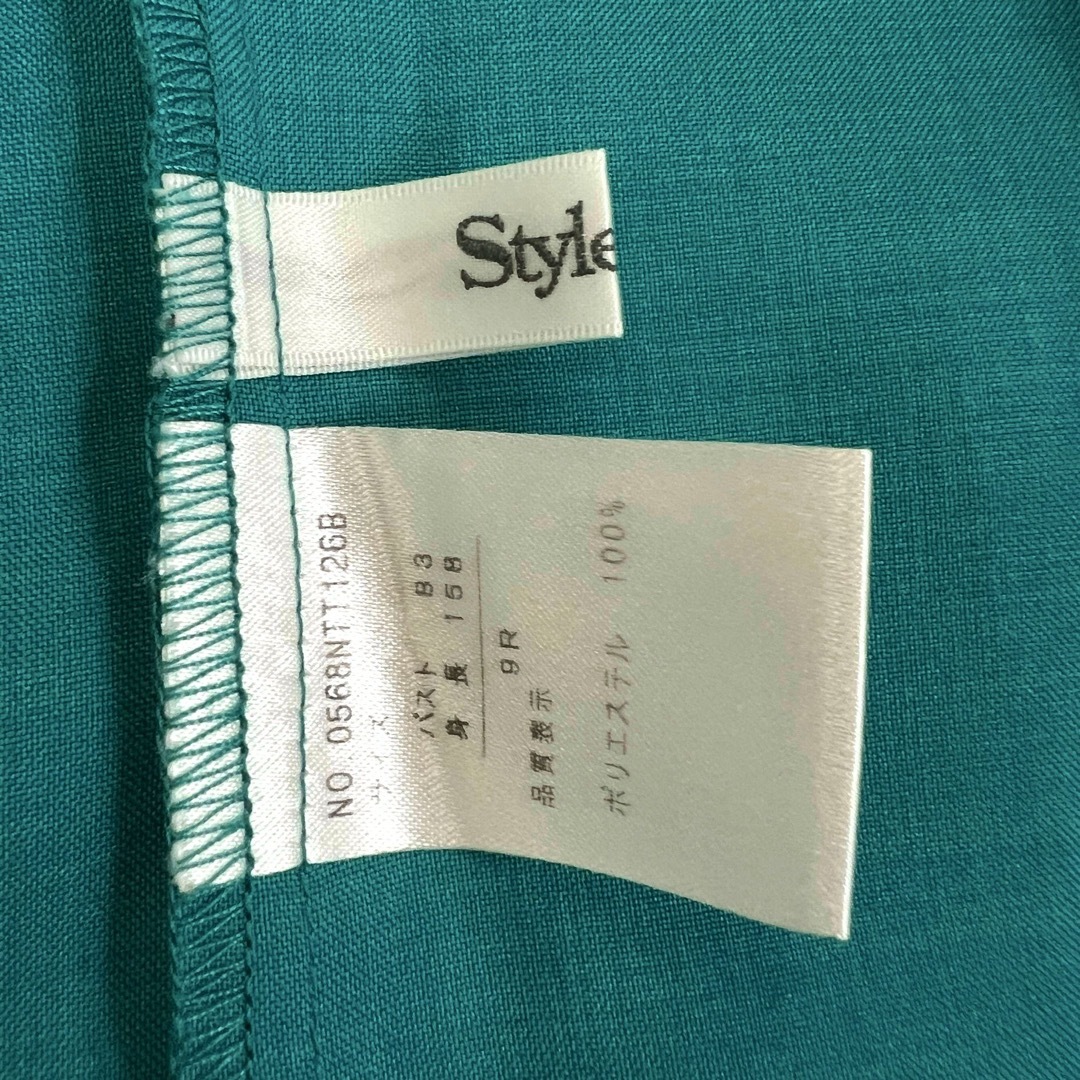 Style
NO 0568NTT126B
サイズ
バスト 83
身長 158
9R
品質表示
ポリエステル 100%